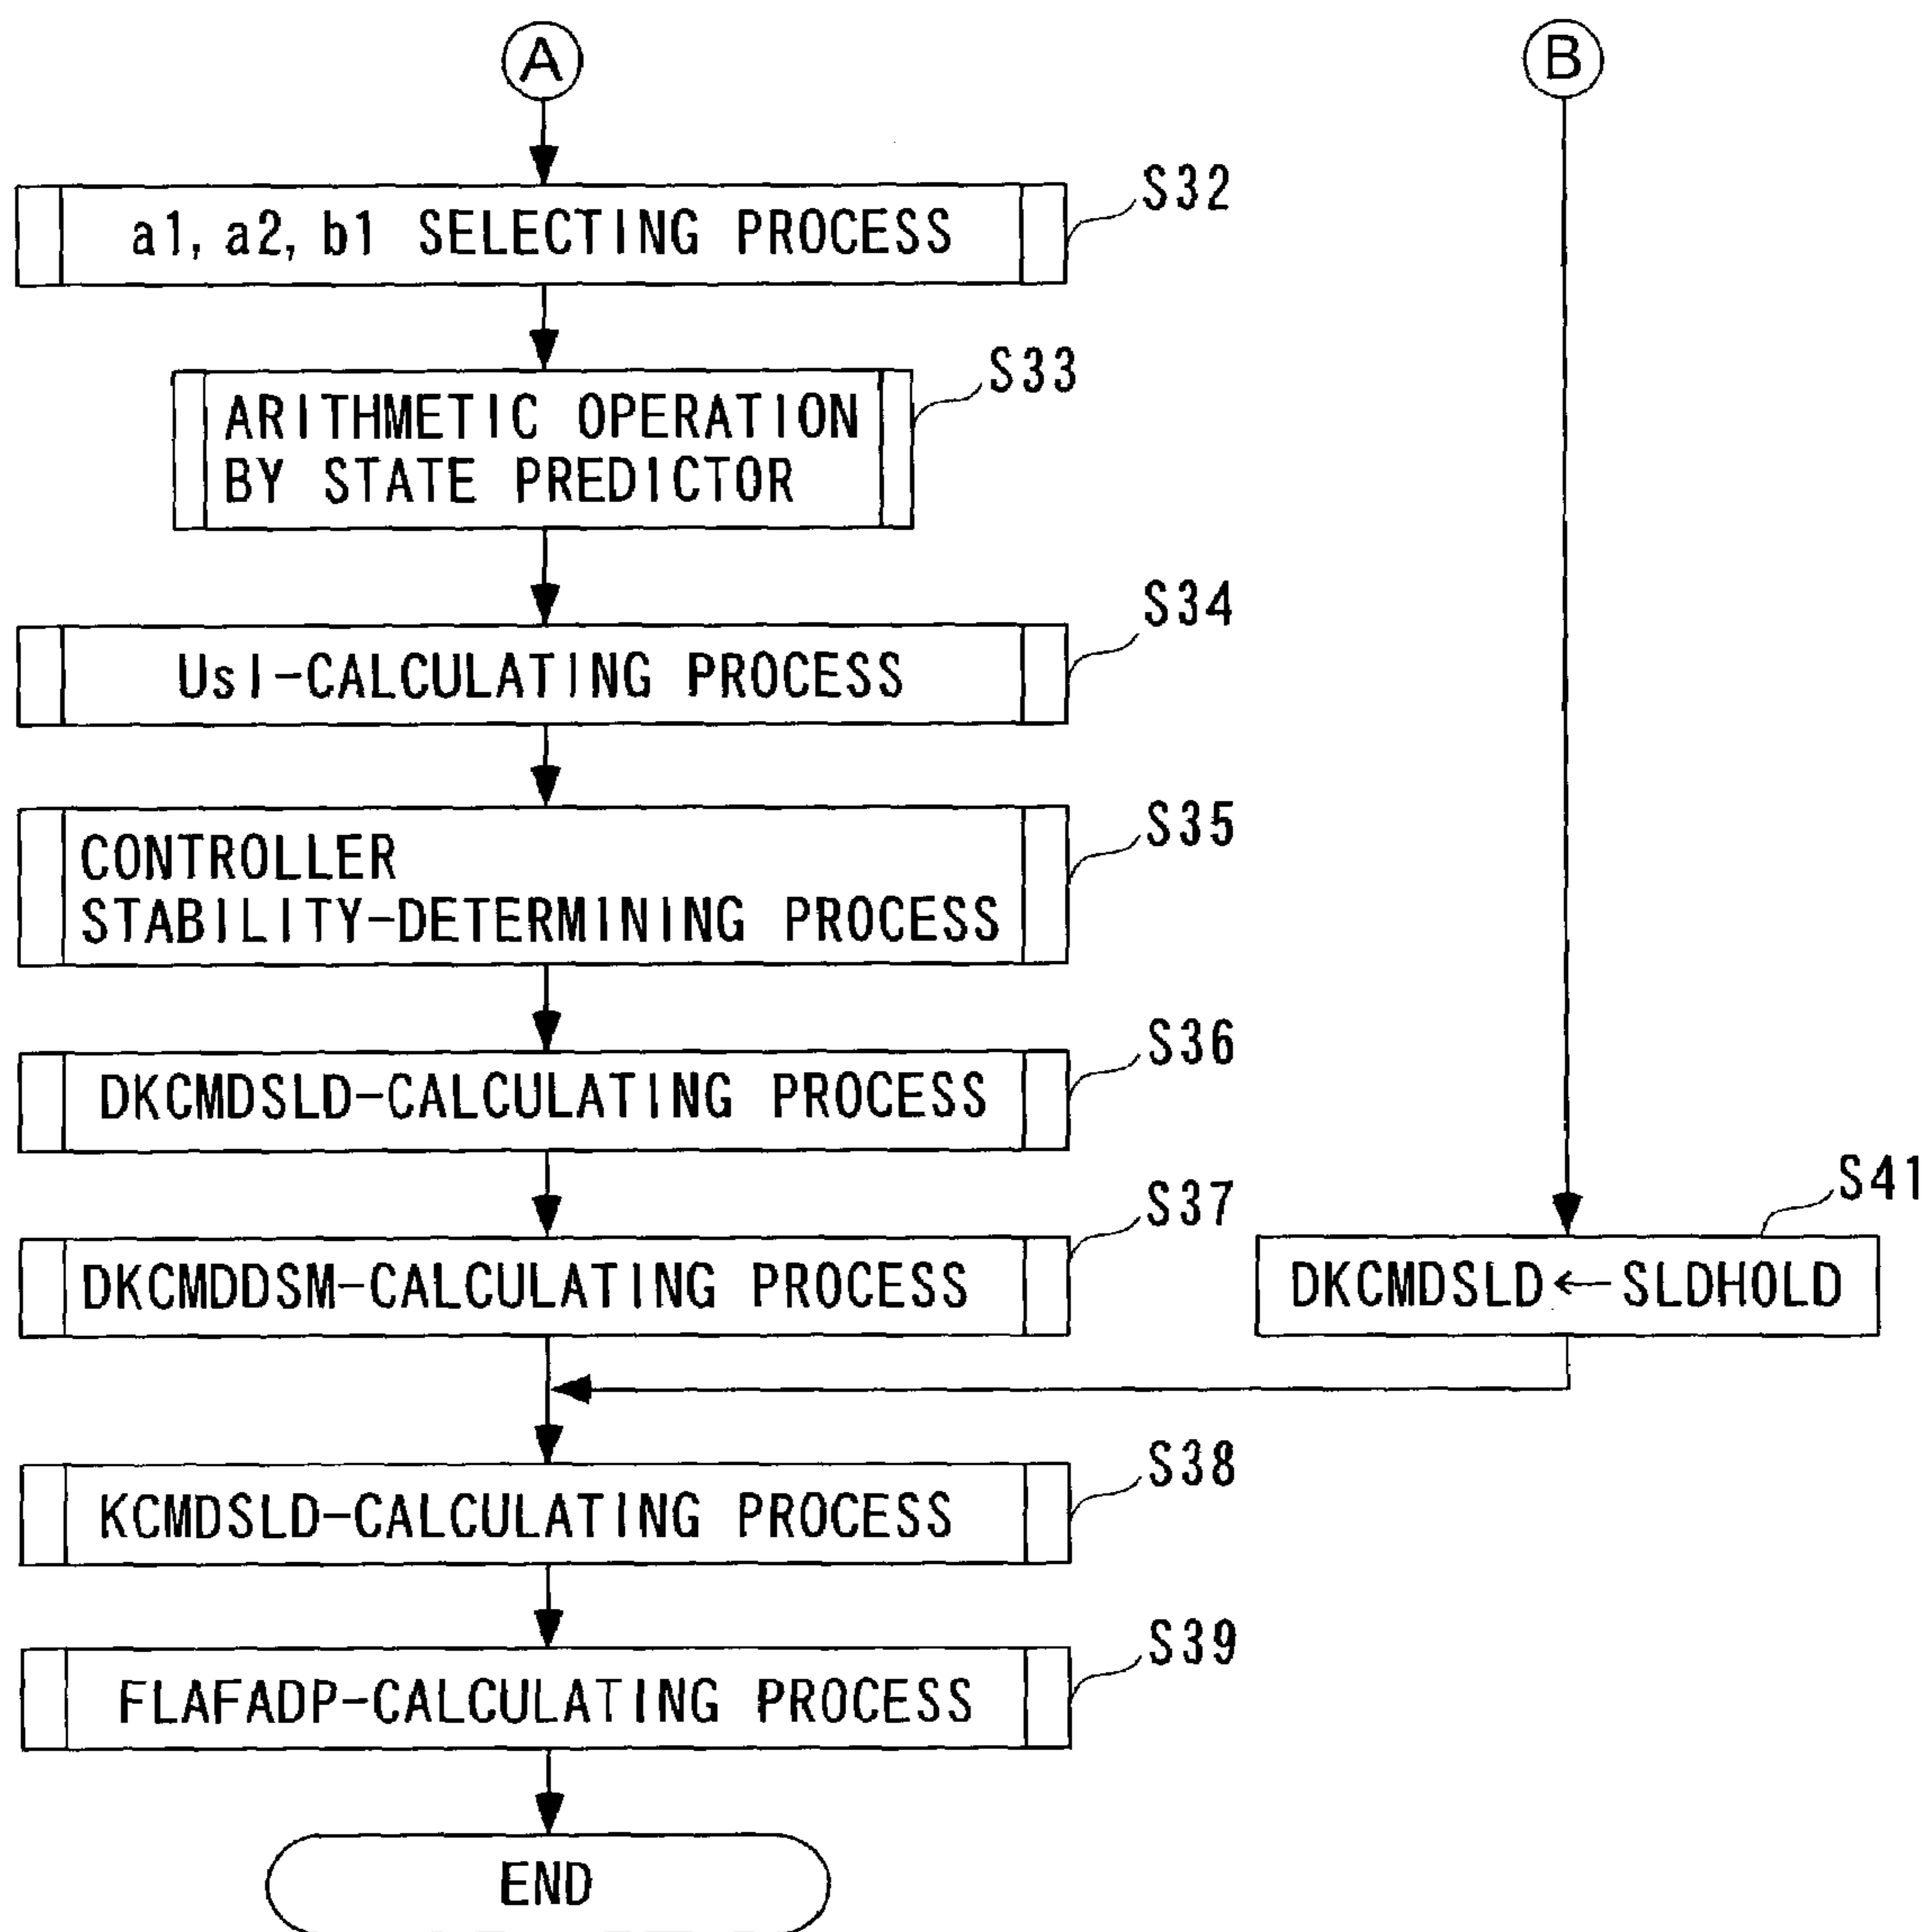 A
B
S32
a1, a2, b1 SELECTING PROCESS
S33
ARITHMETIC OPERATION
BY STATE PREDICTOR
S34
Usl-CALCULATING PROCESS
S35
CONTROLLER
STABILITY-DETERMINING PROCESS
S36
DKCMDSLD-CALCULATING PROCESS
S37
DKCMDDSM-CALCULATING PROCESS
S41
DKCMDSLD←SLDHOLD
S38
KCMDSLD-CALCULATING PROCESS
S39
FLAFADP-CALCULATING PROCESS
END